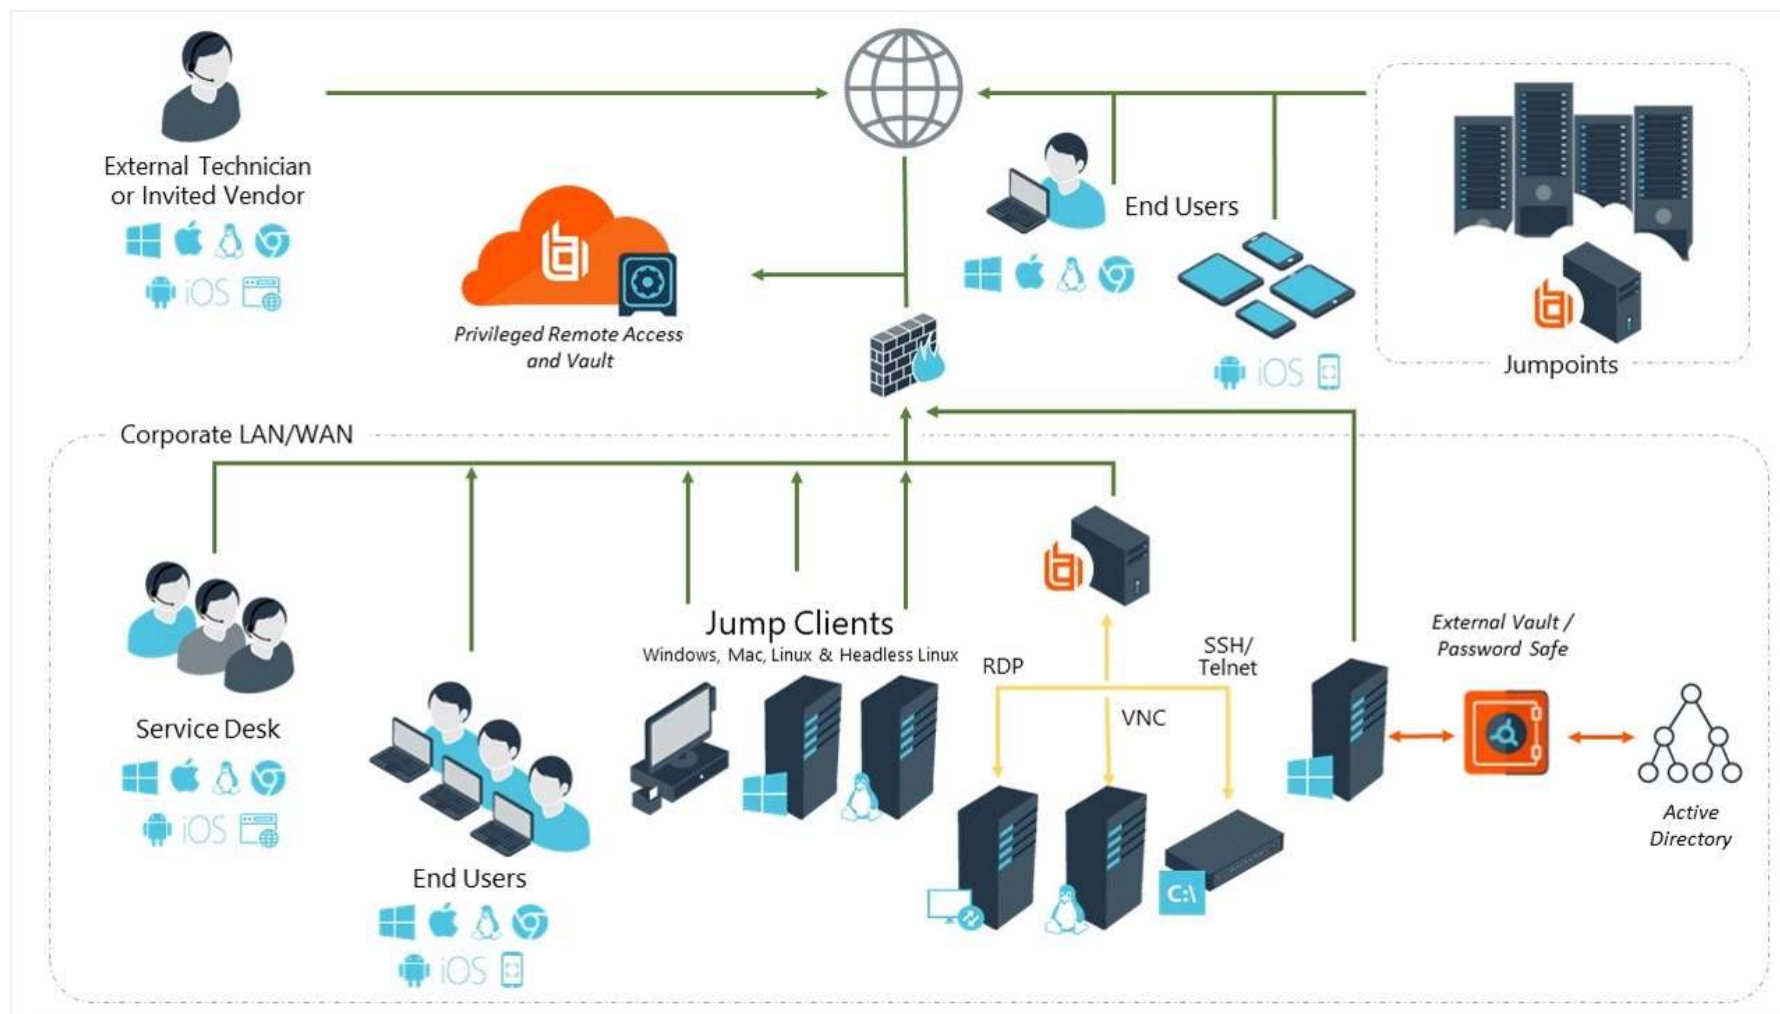 External Technician
or Invited Vendor
iOS
Privileged Remote Access
and Vault
End Users
iOS
Jumpoints
Corporate LAN/WAN
Service Desk
iOS
End Users
iOS
Jump Clients
Windows, Mac, Linux & Headless Linux
RDP
VNC
SSH/
Telnet
C:\
External Vault /
Password Safe
Active
Directory